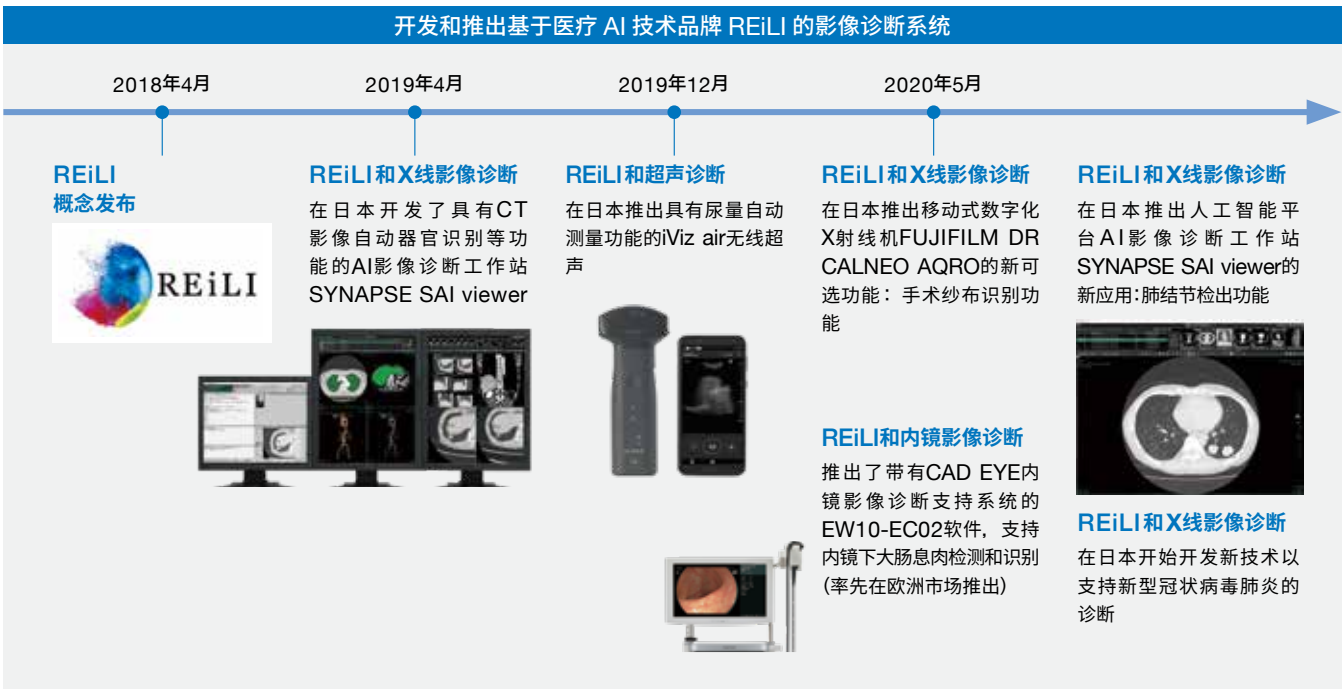 开发和推出基于医疗 AI 技术品牌 REiLI 的影像诊断系统
2018年4月
2019年4月
2019年12月
2020年5月
REiLI
概念发布
REiLI
REiLI和X线影像诊断
在日本开发了具有CT
影像自动器官识别等功
能的AI影像诊断工作站
SYNAPSE SAI viewer
REiLI和超声诊断
在日本推出具有尿量自动
测量功能的iViz air无线超
声
REiLI和X线影像诊断
在日本推出移动式数字化
X射线机FUJIFILM DR
CALNEO AQRO的新可
选功能：手术纱布识别功
能
REiLI和内镜影像诊断
推出了带有CAD EYE内
镜影像诊断支持系统的
EW10-EC02软件，支持
内镜下大肠息肉检测和识别
（率先在欧洲市场推出）
REiLI和X线影像诊断
在日本推出人工智能平
台AI影像诊断工作站
SYNAPSE SAI viewer的
新应用：肺结节检出功能
REiLI和X线影像诊断
在日本开始开发新技术以
支持新型冠状病毒肺炎的
诊断